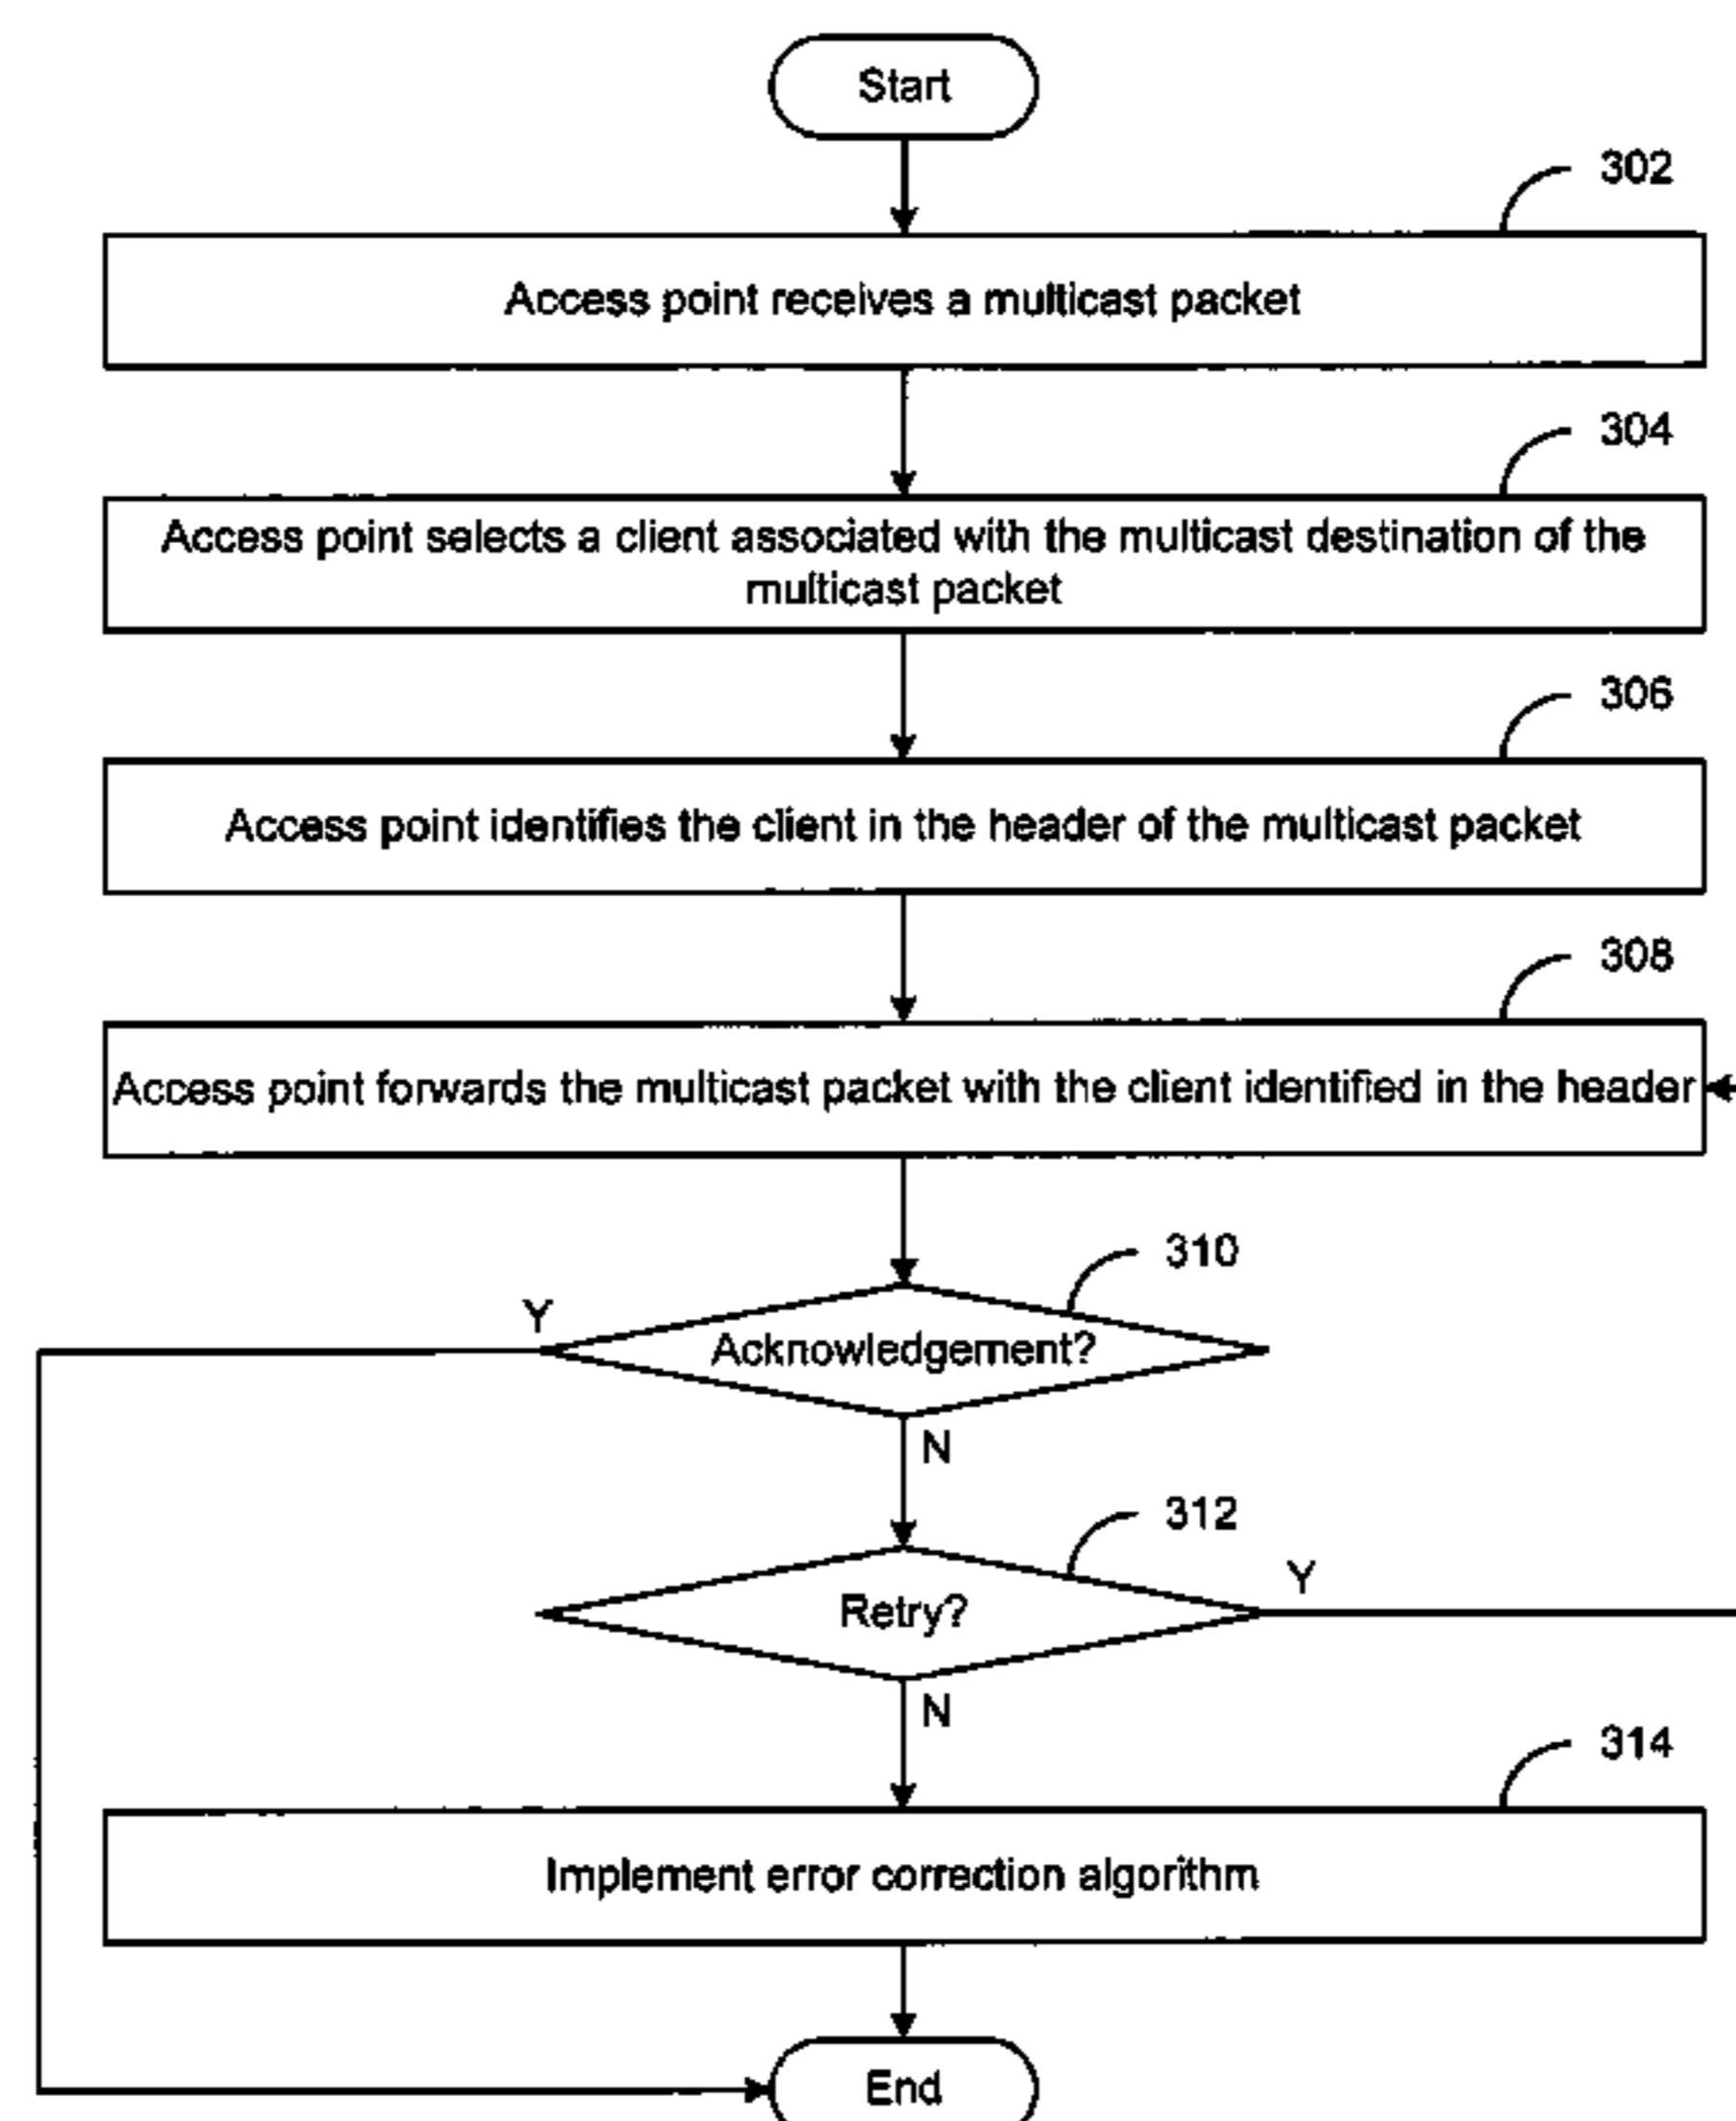 Start
302
Access point receives a multicast packet
304
Access point selects a client associated with the multicast destination of the
multicast packet
306
Access point identifies the client in the header of the multicast packet
308
Access point forwards the multicast packet with the client identified in the header
310
Y
Acknowledgement?
N
312
Y
Retry?
N
314
Implement error correction algorithm
End